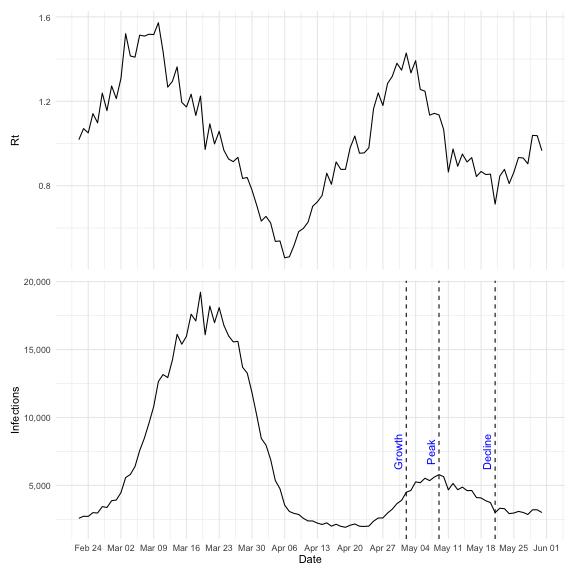 Rt
1.6
1.2
0.8
Infections
20,000
15,000
10,000
5,000
Growth
Peak
Decline
Feb 24 Mar 02 Mar 09 Mar 16 Mar 23 Mar 30 Apr 06 Apr 13 Apr 20 Apr 27 May 04 May 11 May 18 May 25 Jun 01
Date